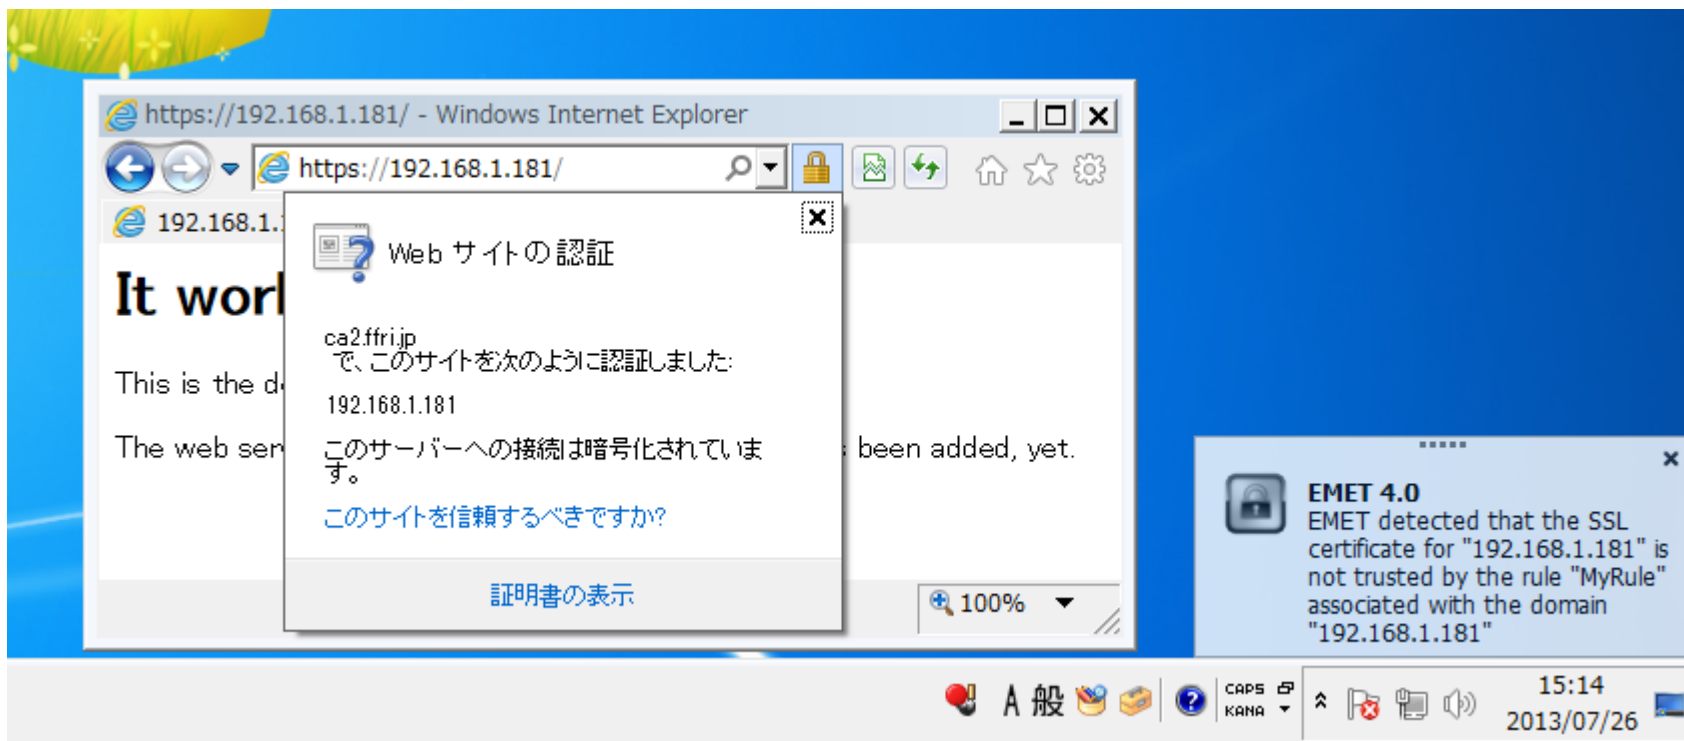 https://192.168.1.181/ - Windows Internet Explorer
https://192.168.1.181/
192.168.1.
Web サイトの認証
It
ca2.ffri.jp
で、このサイトを次のように認証しました:
This is the
192.168.1.181
The web
このサーバーへの接続は暗号化されていま
す。
been added, yet.
このサイトを信頼するべきですか?
証明書の表示
100%
EMET 4.0
EMET detected that the SSL
certificate for "192.168.1.181" is
not trusted by the rule "MyRule"
associated with the domain
"192.168.1.181"
A 般
CAPS
KANA
15:14
2013/07/26